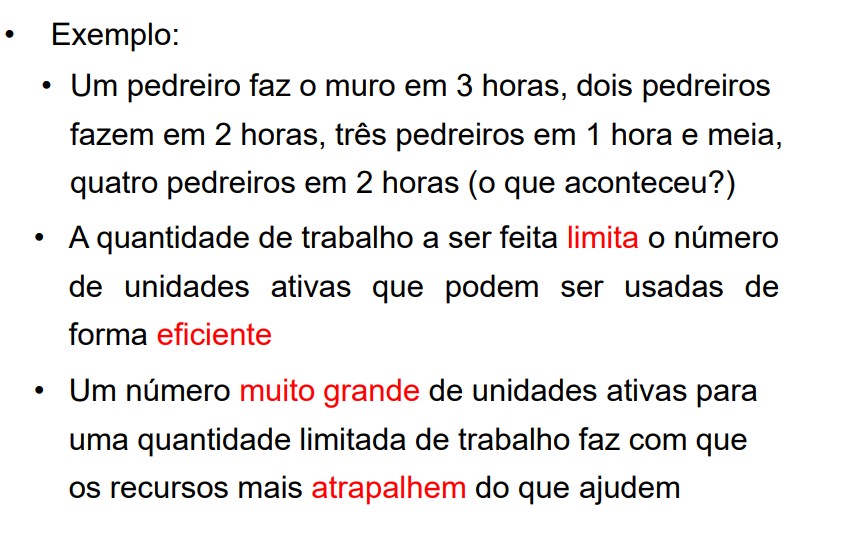 • Exemplo:
• Um pedreiro faz o muro em 3 horas, dois pedreiros
fazem em 2 horas, três pedreiros em 1 hora e meia,
quatro pedreiros em 2 horas (o que aconteceu?)
• A quantidade de trabalho a ser feita limita o número
de unidades ativas que podem ser usadas de
forma eficiente
• Um número muito grande de unidades ativas para
uma quantidade limitada de trabalho faz com que
os recursos mais atrapalhem do que ajudem